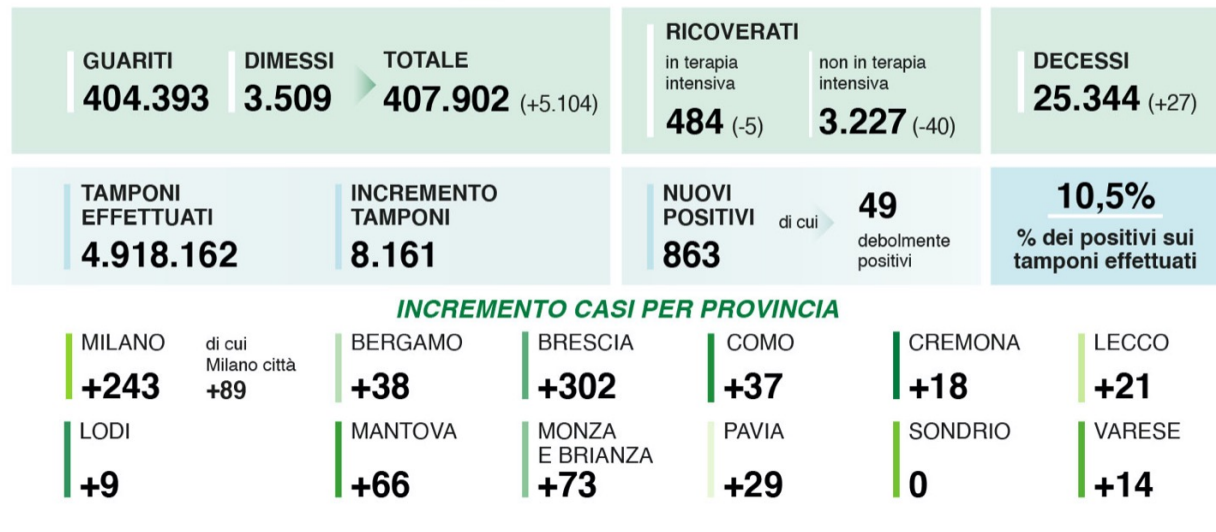 GUARITI
404.393
DIMESSI
3.509
TOTALE
407.902 (+5.104)
RICOVERATI
in terapia
intensiva
484 (-5)
non in terapia
intensiva
3.227 (-40)
DECESSI
25.344 (+27)
TAMPONI
EFFETTUATI
4.918.162
INCREMENTO
TAMPONI
8.161
NUOVI
POSITIVI
863
di cui
49
debolmente
positivi
10,5%
% dei positivi sui
tamponi effettuati
INCREMENTO CASI PER PROVINCIA
MILANO
+243
di cui
Milano città
+89
BERGAMO
+38
BRESCIA
+302
COMO
+37
CREMONA
+18
LECCO
+21
LODI
+9
MANTOVA
+66
MONZA
E BRIANZA
+73
PAVIA
+29
SONDRIO
0
VARESE
+14